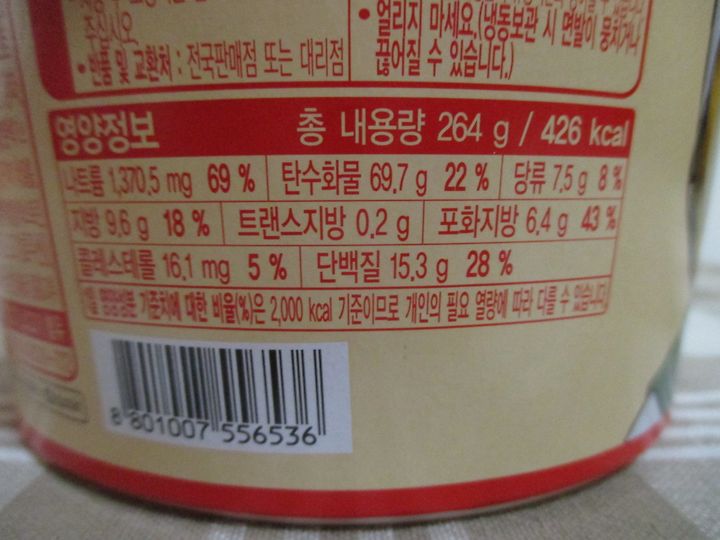 주십시오.
• 반품 및 교환처 : 전국판매점 또는 대리점
• 얼리지 마세요.(냉동보관 시 면발이 뭉치거나
끊어질 수 있습니다.)
영양정보 총 내용량 264 g / 426 kcal
나트륨 1,370.5 mg 69 % 탄수화물 69.7 g 22 % 당류 7.5 g 8 %
지방 9.6 g 18 % 트랜스지방 0.2 g 포화지방 6.4 g 43 %
콜레스테롤 16.1 mg 5 % 단백질 15.3 g 28 %
1일 영양성분 기준치에 대한 비율(%)은 2,000 kcal 기준이므로 개인의 필요 열량에 따라 다를 수 있습니다.
8 801007 556536